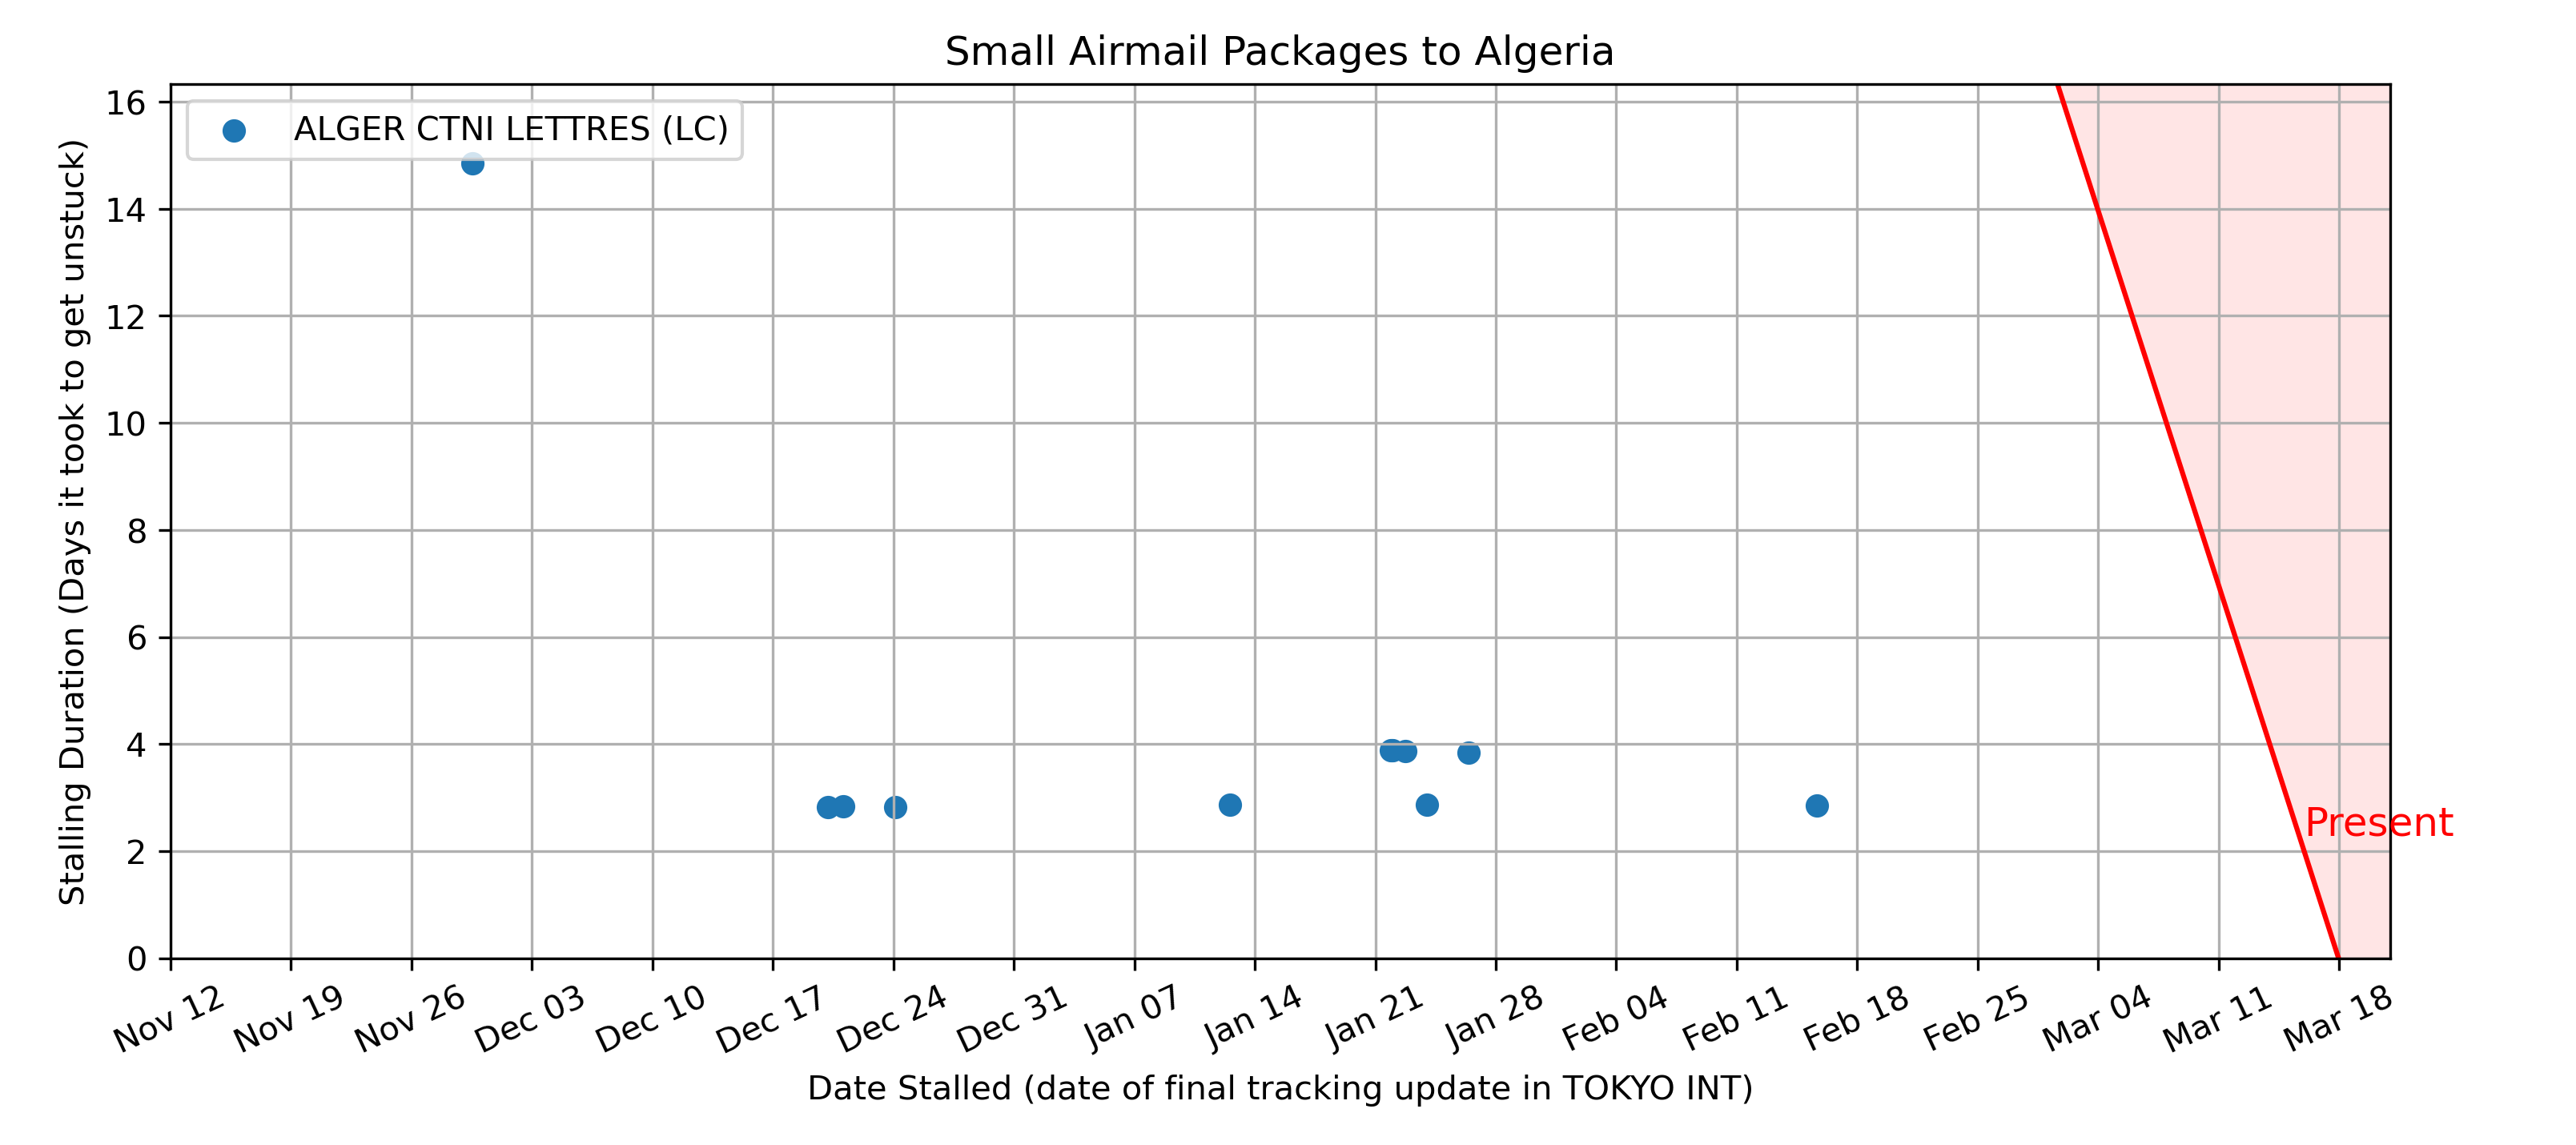 Small Airmail Packages to Algeria
ALGER CTNI LETTRES (LC)
Stalling Duration (Days it took to get unstuck)
16
14
12
10
8
6
4
2
0
Present
Nov 12
Nov 19
Nov 26
Dec 03
Dec 10
Dec 17
Dec 24
Dec 31
Jan 07
Jan 14
Jan 21
Jan 28
Feb 04
Feb 11
Feb 18
Feb 25
Mar 04
Mar 11
Mar 18
Date Stalled (date of final tracking update in TOKYO INT)